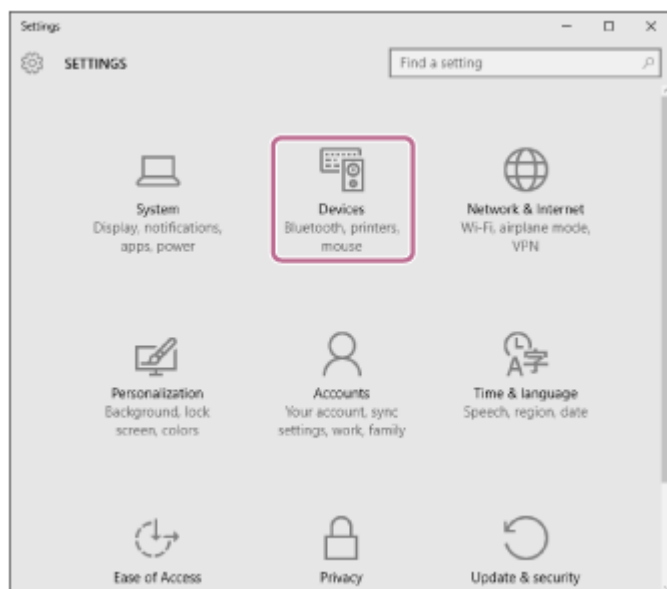 Settings
SETTINGS
Find a setting
System
Display, notifications,
apps, power
Devices
Bluetooth, printers,
mouse
Network & Internet
Wi-Fi, airplane mode,
VPN
Personalization
Background, lock
screen, colors
Accounts
Your account, sync
settings, work, family
Time & language
Speech, region, date
Ease of Access
Privacy
Update & security